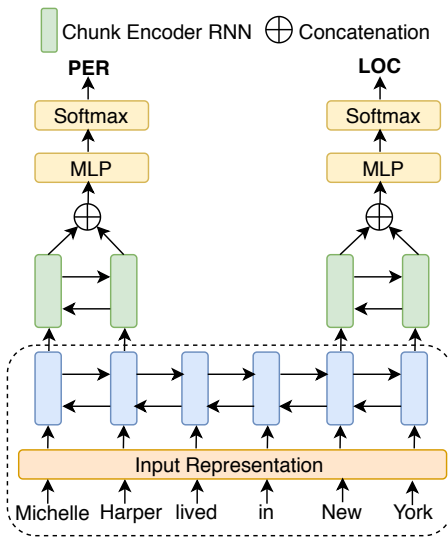 Chunk Encoder RNN Concatenation
PER LOC
Softmax Softmax
MLP MLP
Input Representation
Michelle Harper lived in New York